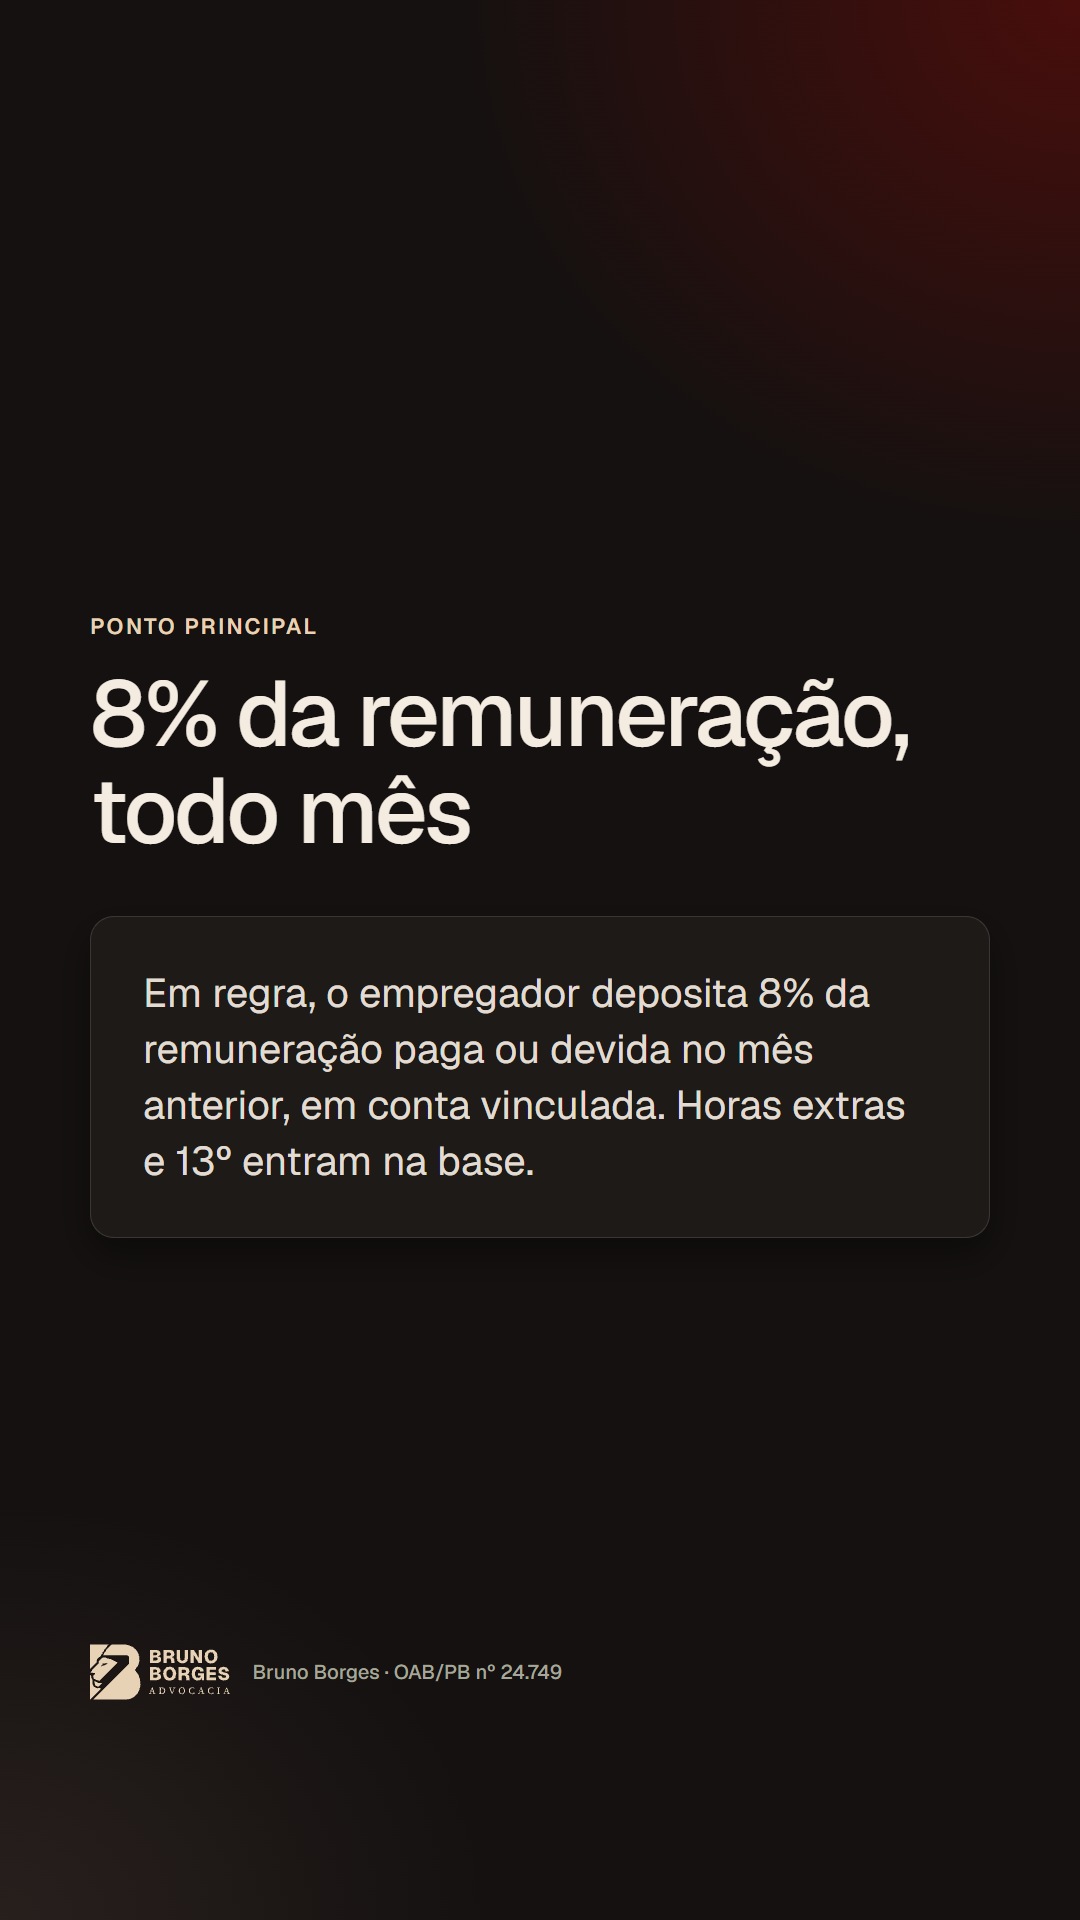 PONTO PRINCIPAL
8% da remuneração,
todo mês
Em regra, o empregador deposita 8% da
remuneração paga ou devida no mês
anterior, em conta vinculada. Horas extras
e 13º entram na base.
BRUNO
BORGES
ADVOCACIA
Bruno Borges · OAB/PB nº 24.749